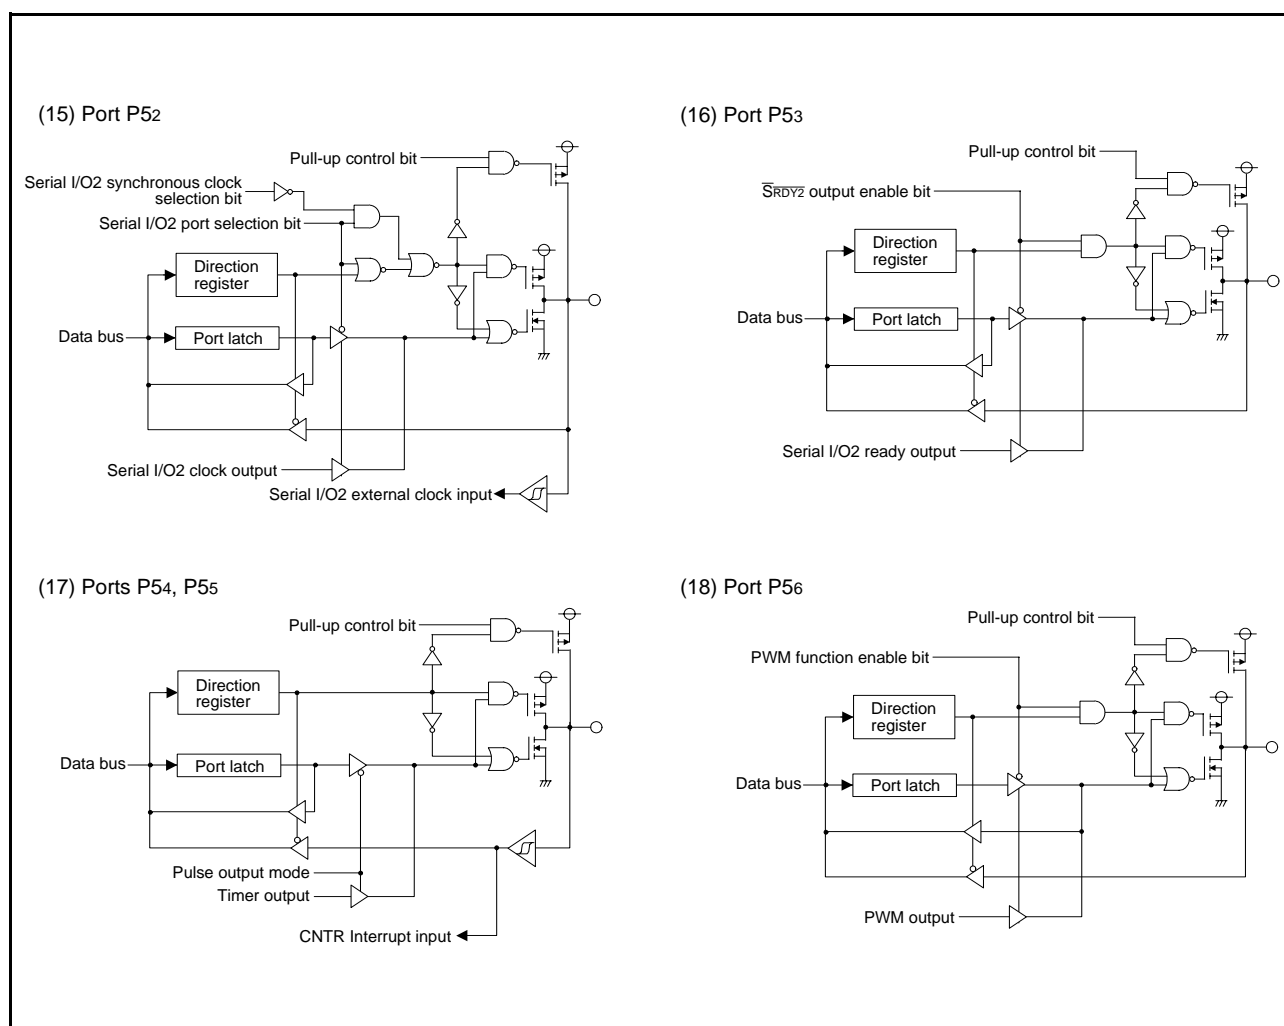 (15) Port P52
Pull-up control bit
Serial I/O2 synchronous clock
selection bit
Serial I/O2 port selection bit
Direction
register
Data bus
Port latch
Serial I/O2 clock output
Serial I/O2 external clock input
(16) Port P53
Pull-up control bit
S̅R̅D̅Y̅2̅ output enable bit
Direction
register
Data bus
Port latch
Serial I/O2 ready output
(17) Ports P54, P55
Pull-up control bit
Direction
register
Data bus
Port latch
Pulse output mode
Timer output
CNTR Interrupt input
(18) Port P56
Pull-up control bit
PWM function enable bit
Direction
register
Data bus
Port latch
PWM output